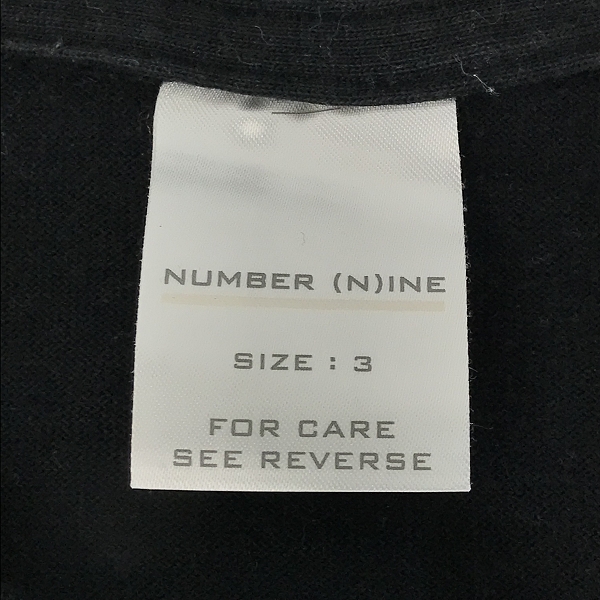 NUMBER (N)INE
SIZE : 3
FOR CARE
SEE REVERSE